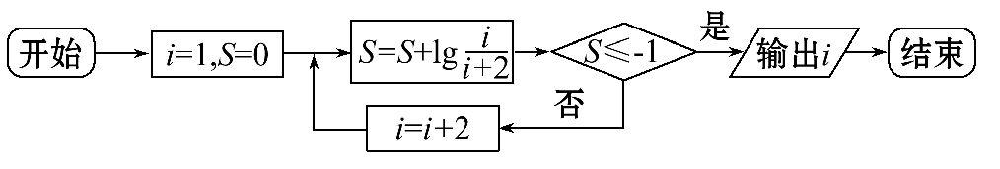 开始
i=1,S=0
S=S+lg i/(i+2)
S≤-1
是
输出i
结束
否
i=i+2